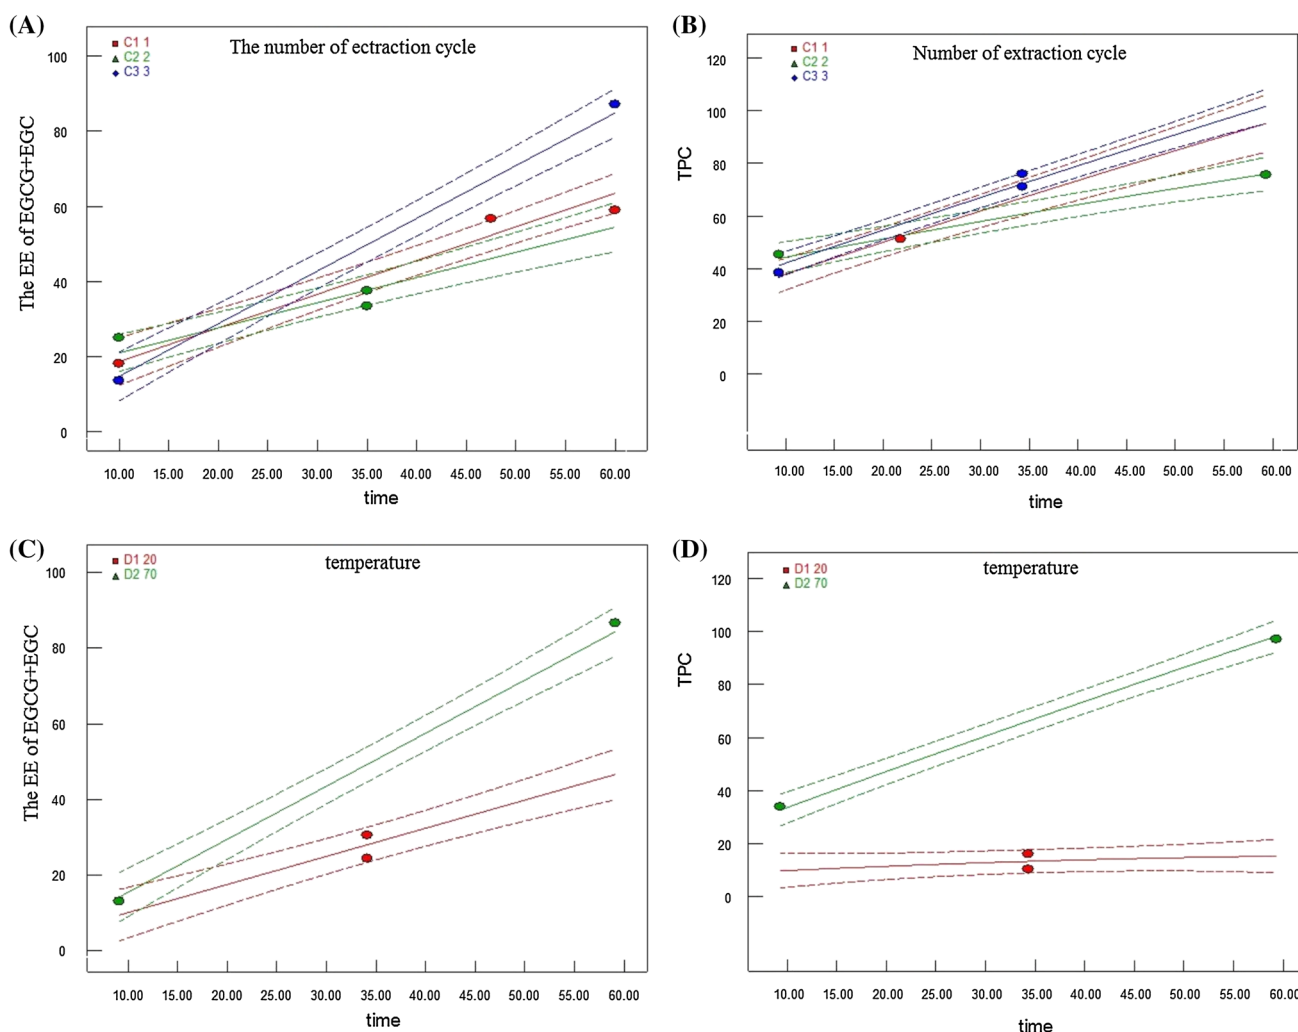 (A)
C1 1
C2 2
C3 3
The number of ectraction cycle
The EE of EGCG+EGC
100
80
60
40
20
0
10.00 15.00 20.00 25.00 30.00 35.00 40.00 45.00 50.00 55.00 60.00
time
(B)
C1 1
C2 2
C3 3
Number of extraction cycle
TPC
120
100
80
60
40
20
0
10.00 15.00 20.00 25.00 30.00 35.00 40.00 45.00 50.00 55.00 60.00
time
(C)
D1 20
D2 70
temperature
The EE of EGCG+EGC
100
80
60
40
20
0
10.00 15.00 20.00 25.00 30.00 35.00 40.00 45.00 50.00 55.00 60.00
time
(D)
D1 20
D2 70
temperature
TPC
120
100
80
60
40
20
0
10.00 15.00 20.00 25.00 30.00 35.00 40.00 45.00 50.00 55.00 60.00
time